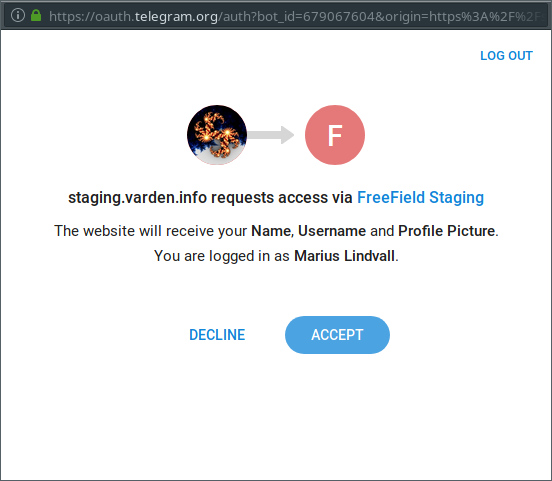 https://oauth.telegram.org/auth?bot_id=679067604&origin=https%3A%2F%2F
LOG OUT
F
staging.varden.info requests access via FreeField Staging
The website will receive your Name, Username and Profile Picture.
You are logged in as Marius Lindvall.
DECLINE
ACCEPT